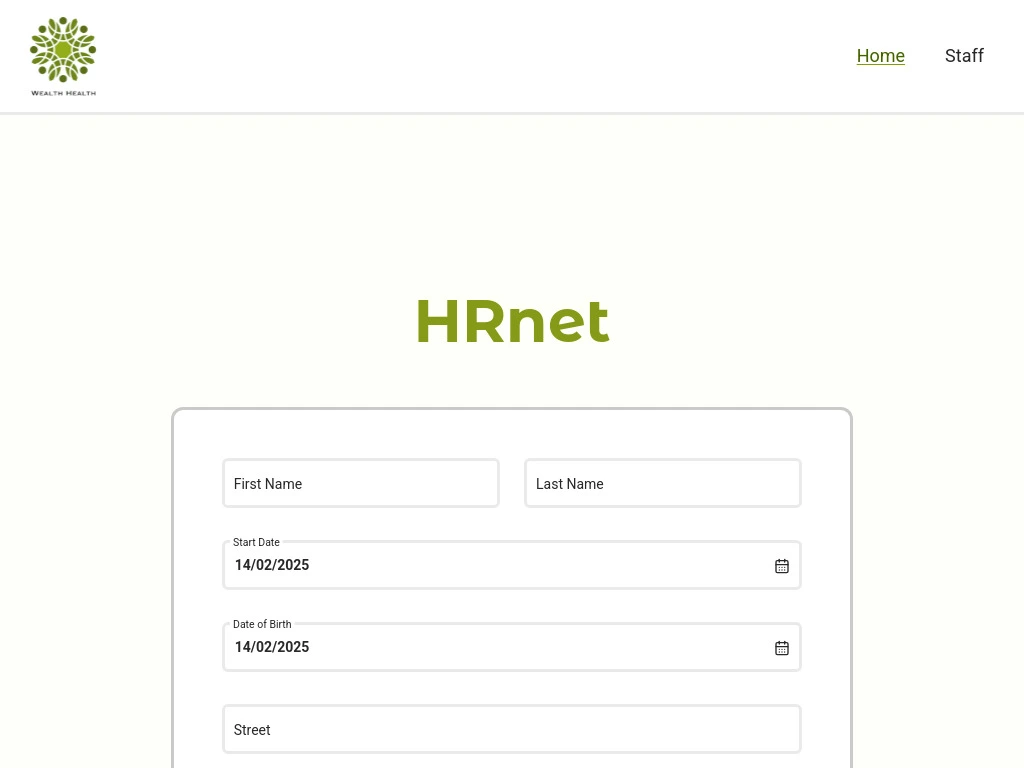 Wealth Health
Home
Staff
HRnet
First Name
Last Name
Start Date
14/02/2025
Date of Birth
14/02/2025
Street